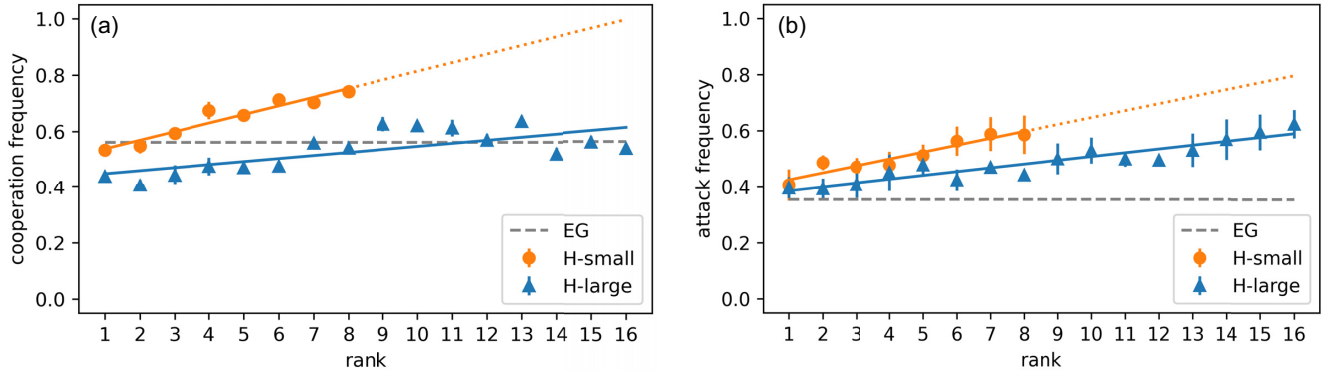 (a)
cooperation frequency
1.0
0.8
0.6
0.4
0.2
0.0
EG
H-small
H-large
1 2 3 4 5 6 7 8 9 10 11 12 13 14 15 16
rank
(b)
attack frequency
1.0
0.8
0.6
0.4
0.2
0.0
EG
H-small
H-large
1 2 3 4 5 6 7 8 9 10 11 12 13 14 15 16
rank